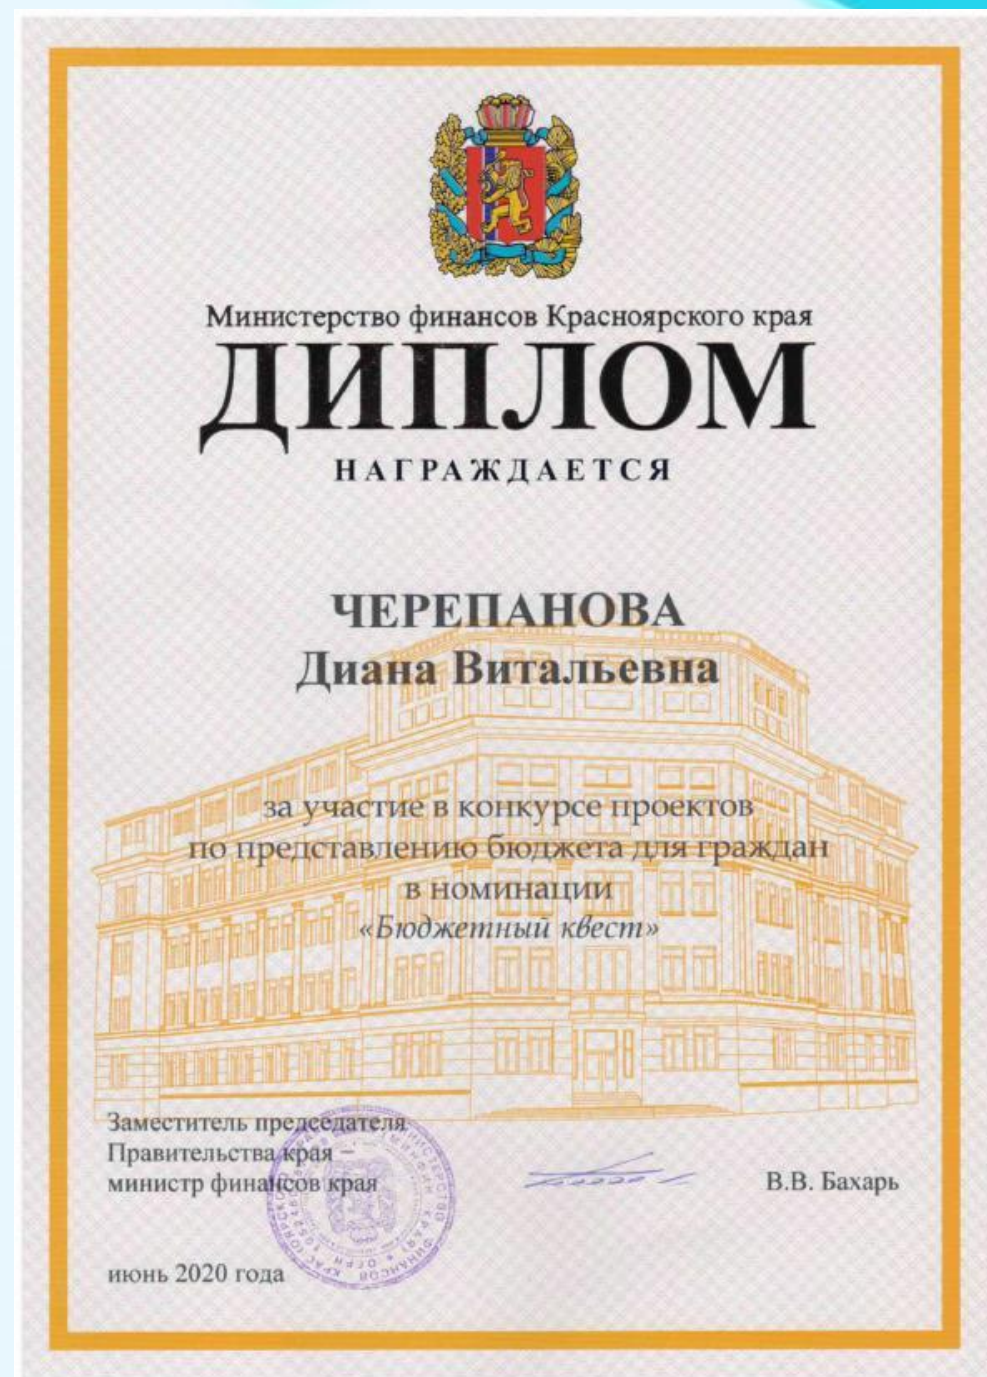 Министерство финансов Красноярского края
ДИПЛОМ
НАГРАЖДАЕТСЯ
ЧЕРЕПАНОВА
Диана Витальевна
за участие в конкурсе проектов
по представлению бюджета для граждан
в номинации
«Бюджетный квест»
Заместитель председателя
Правительства края –
министр финансов края
В.В. Бахарь
июнь 2020 года